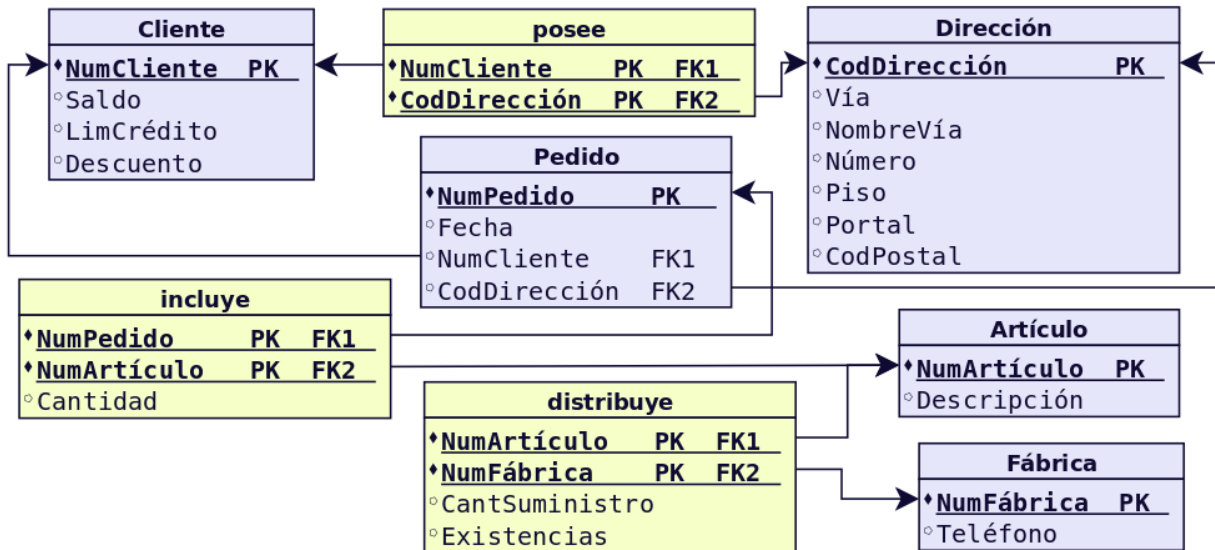 Cliente
NumCliente PK
Saldo
LimCrédito
Descuento
posee
NumCliente PK FK1
CodDirección PK FK2
Dirección
CodDirección PK
Vía
NombreVía
Número
Piso
Portal
CodPostal
Pedido
NumPedido PK
Fecha
NumCliente FK1
CodDirección FK2
incluye
NumPedido PK FK1
NumArtículo PK FK2
Cantidad
Artículo
NumArtículo PK
Descripción
distribuye
NumArtículo PK FK1
NumFábrica PK FK2
CantSuministro
Existencias
Fábrica
NumFábrica PK
Teléfono